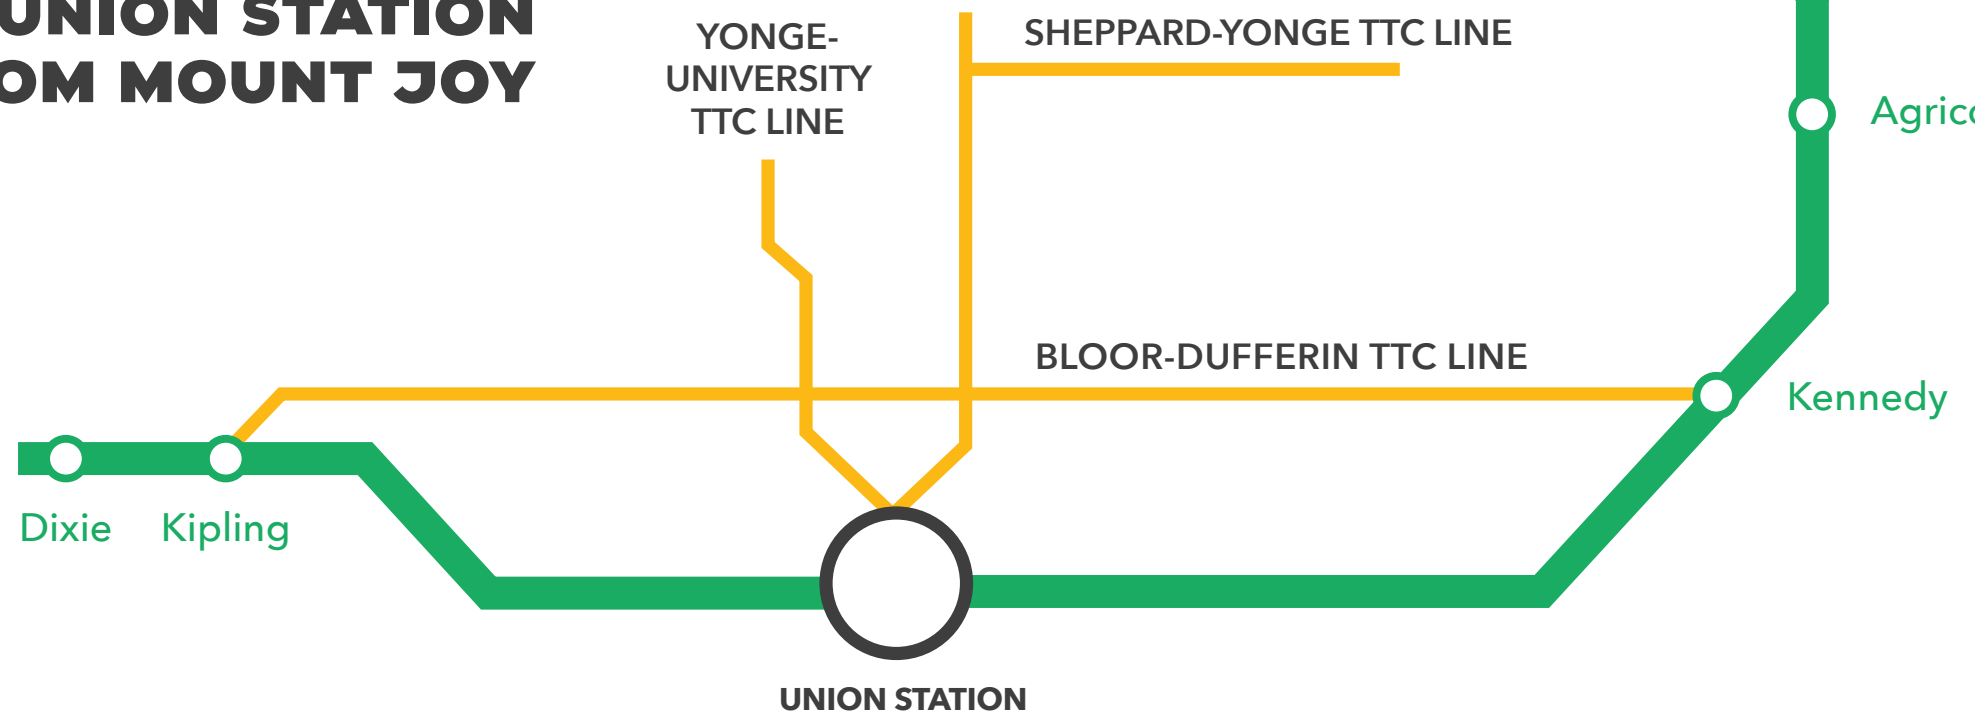 UNION STATION
OM MOUNT JOY
YONGE-
UNIVERSITY
TTC LINE
SHEPPARD-YONGE TTC LINE
BLOOR-DUFFERIN TTC LINE
Kennedy
Dixie
Kipling
UNION STATION